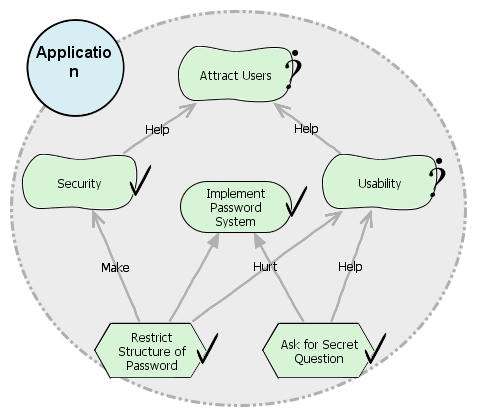 Applicatio
n
Attract Users
Help
Help
Security
Implement
Password
System
Usability
Make
Hurt
Help
Restrict
Structure of
Password
Ask for Secret
Question